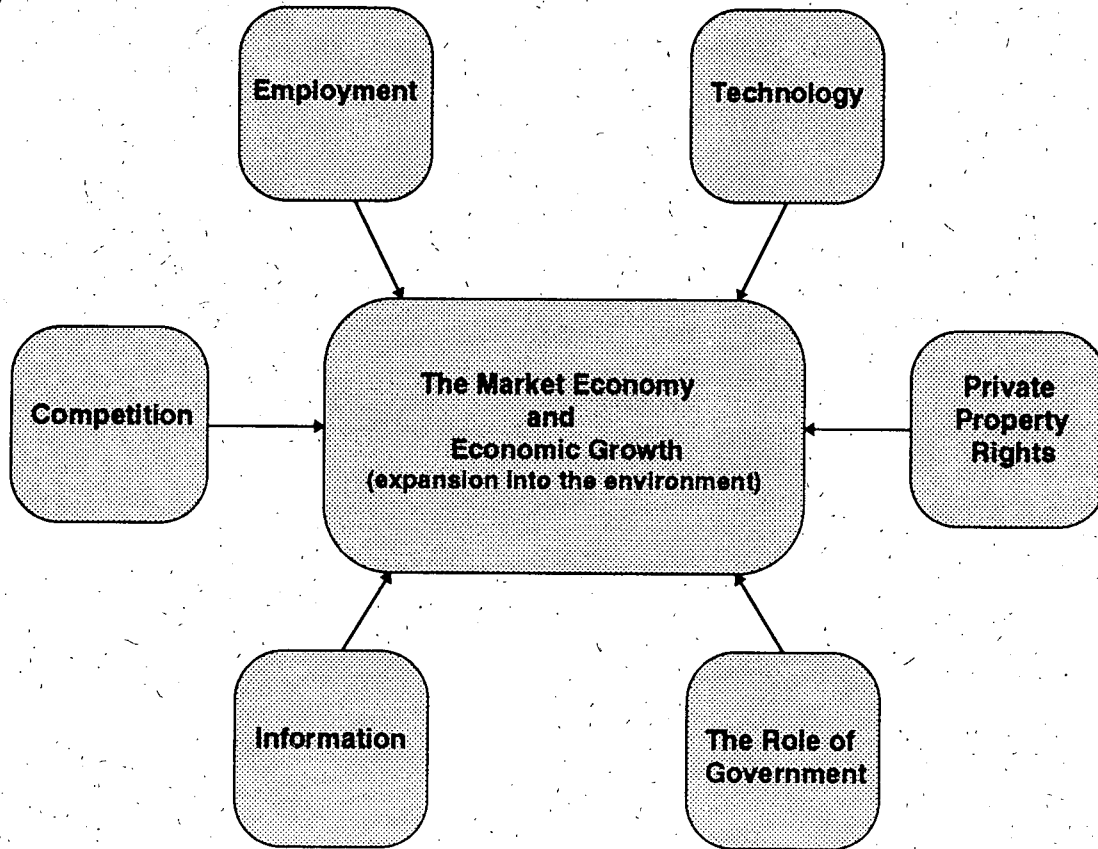 Employment
Technology
Competition
The Market Economy
and
Economic Growth
(expansion into the environment)
Private
Property
Rights
Information
The Role of
Government